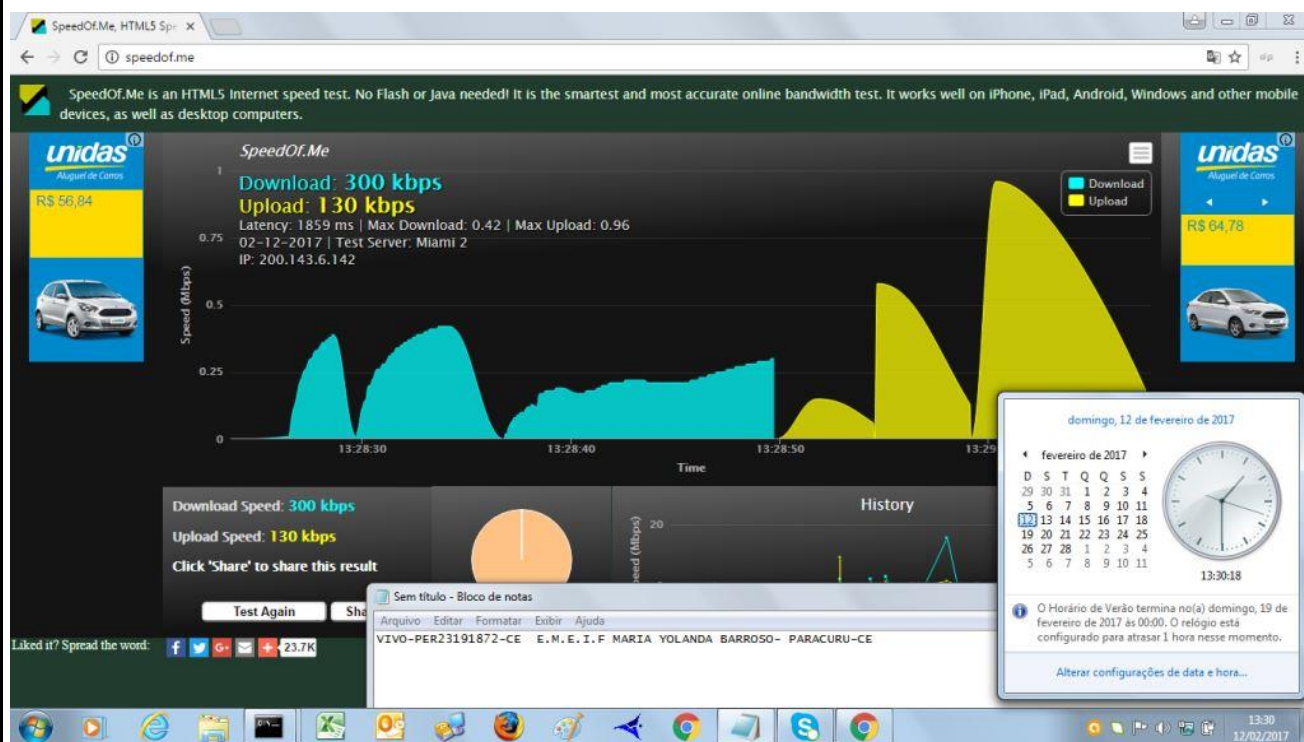 SpeedOf.Me, HTML5 Spe
speedof.me
SpeedOf.Me is an HTML5 Internet speed test. No Flash or Java needed! It is the smartest and most accurate online bandwidth test. It works well on iPhone, iPad, Android, Windows and other mobile
devices, as well as desktop computers.
unidas
Aluguel de Carros
R$ 56,84
SpeedOf.Me
Download: 300 kbps
Upload: 130 kbps
Latency: 1859 ms | Max Download: 0.42 | Max Upload: 0.96
02-12-2017 | Test Server: Miami 2
IP: 200.143.6.142
Download
Upload
unidas
Aluguel de Carros
R$ 64,78
1
0.75
0.5
0.25
0
Speed (Mbps)
13:28:30
13:28:40
13:28:50
13:29
Time
Download Speed: 300 kbps
Upload Speed: 130 kbps
Click 'Share' to share this result
Test Again
Sha
History
20
eed (Mbps)
domingo, 12 de fevereiro de 2017
fevereiro de 2017
D S T Q Q S S
29 30 31 1 2 3 4
5 6 7 8 9 10 11
12 13 14 15 16 17 18
19 20 21 22 23 24 25
26 27 28 1 2 3 4
5 6 7 8 9 10 11
13:30:18
O Horário de Verão termina no(a) domingo, 19 de
fevereiro de 2017 às 00:00. O relógio está
configurado para atrasar 1 hora nesse momento.
Alterar configurações de data e hora...
Sem título - Bloco de notas
Arquivo Editar Formatar Exibir Ajuda
VIVO-PER23191872-CE E.M.E.I.F MARIA YOLANDA BARROSO- PARACURU-CE
Liked it? Spread the word:
23.7K
13:30
12/02/2017